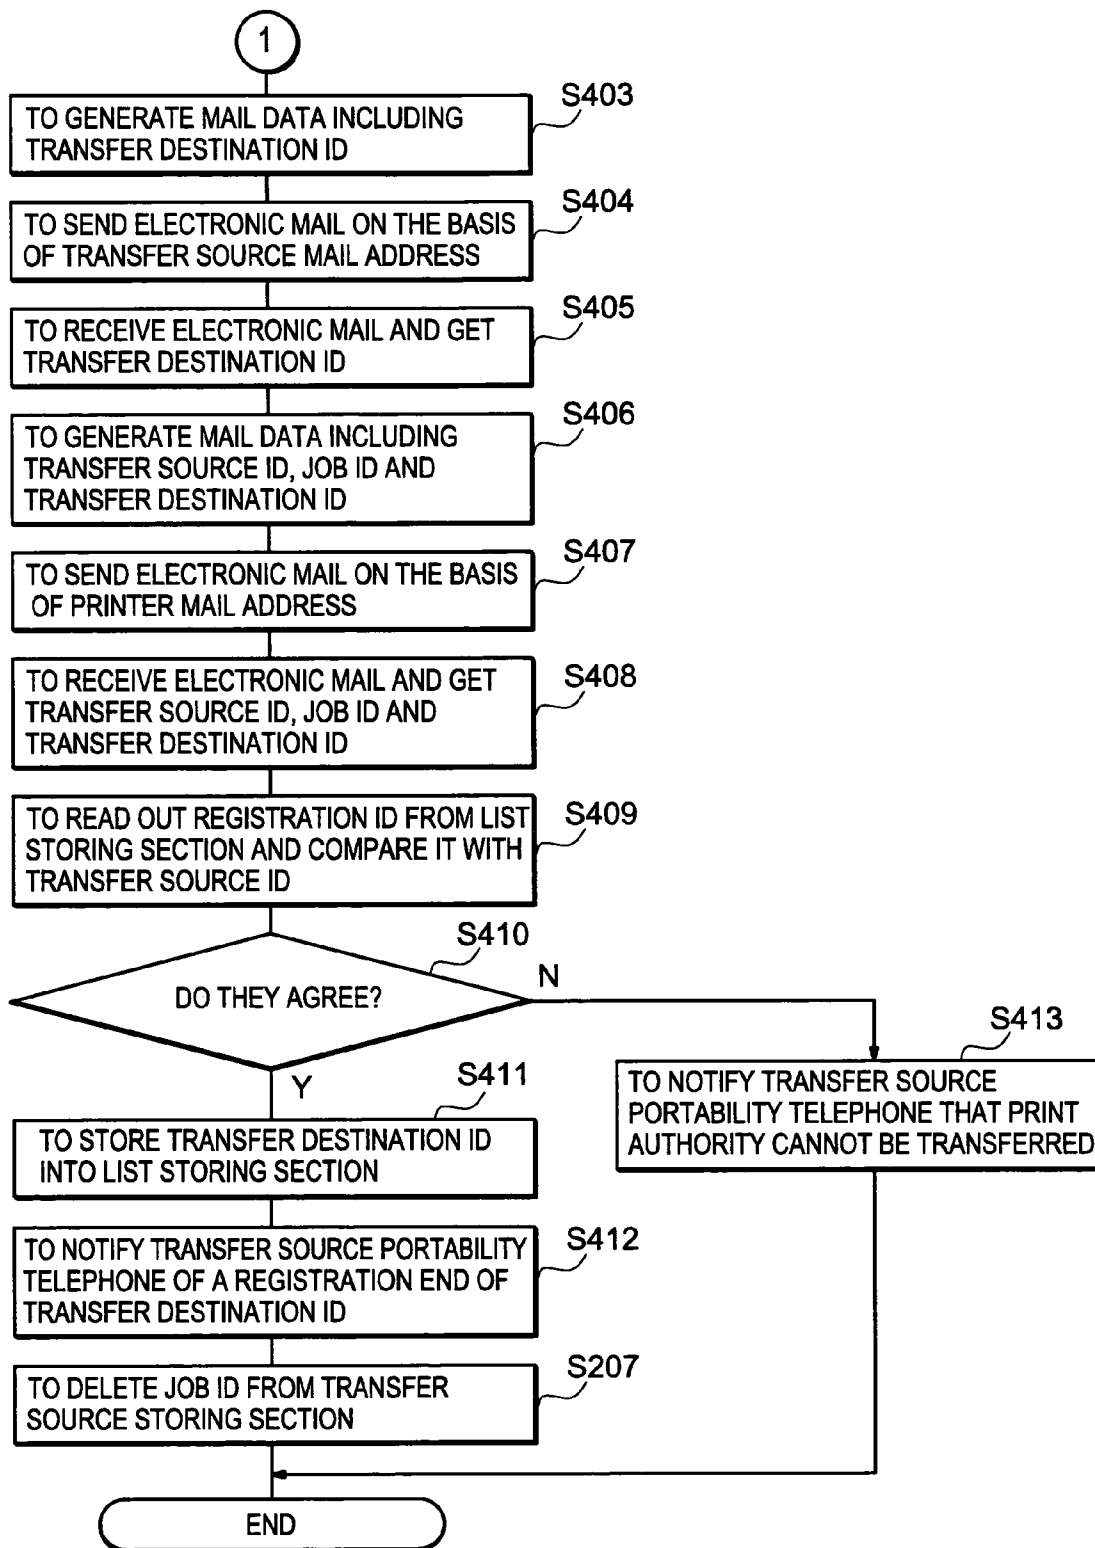 1
S403
TO GENERATE MAIL DATA INCLUDING
TRANSFER DESTINATION ID
S404
TO SEND ELECTRONIC MAIL ON THE BASIS
OF TRANSFER SOURCE MAIL ADDRESS
S405
TO RECEIVE ELECTRONIC MAIL AND GET
TRANSFER DESTINATION ID
S406
TO GENERATE MAIL DATA INCLUDING
TRANSFER SOURCE ID, JOB ID AND
TRANSFER DESTINATION ID
S407
TO SEND ELECTRONIC MAIL ON THE BASIS
OF PRINTER MAIL ADDRESS
S408
TO RECEIVE ELECTRONIC MAIL AND GET
TRANSFER SOURCE ID, JOB ID AND
TRANSFER DESTINATION ID
S409
TO READ OUT REGISTRATION ID FROM LIST
STORING SECTION AND COMPARE IT WITH
TRANSFER SOURCE ID
S410
DO THEY AGREE?
N
Y
S413
TO NOTIFY TRANSFER SOURCE
PORTABILITY TELEPHONE THAT PRINT
AUTHORITY CANNOT BE TRANSFERRED
S411
TO STORE TRANSFER DESTINATION ID
INTO LIST STORING SECTION
S412
TO NOTIFY TRANSFER SOURCE PORTABILITY
TELEPHONE OF A REGISTRATION END OF
TRANSFER DESTINATION ID
S207
TO DELETE JOB ID FROM TRANSFER
SOURCE STORING SECTION
END